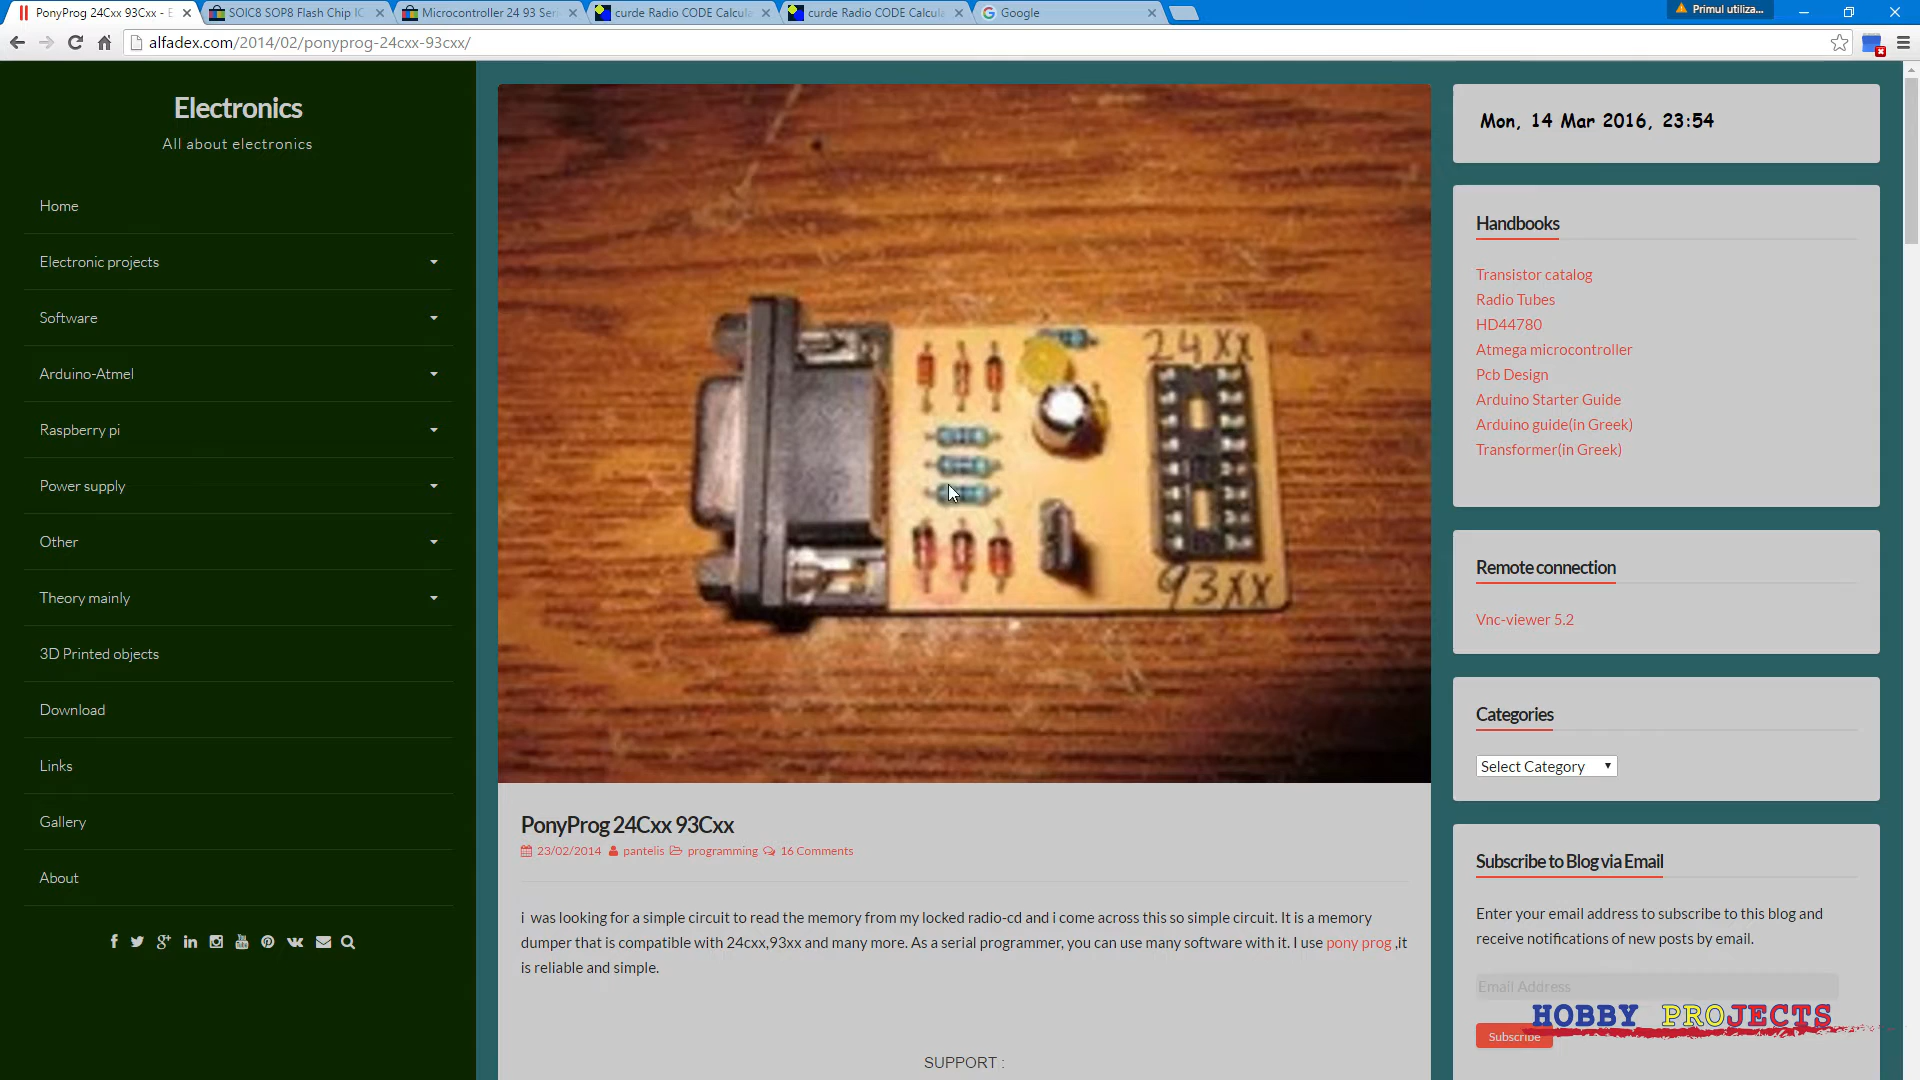 PonyProg 24Cxx 93Cxx - E
SOIC8 SOP8 Flash Chip IC
Microcontroller 24 93 Seri
curde Radio CODE Calcula
curde Radio CODE Calcula
Google
Primul utiliza...
alfadex.com/2014/02/ponyprog-24cxx-93cxx/
Electronics
All about electronics
Home
Electronic projects
Software
Arduino-Atmel
Raspberry pi
Power supply
Other
Theory mainly
3D Printed objects
Download
Links
Gallery
About
24XX
93XX
PonyProg 24Cxx 93Cxx
23/02/2014 pantelis programming 16 Comments
i was looking for a simple circuit to read the memory from my locked radio-cd and i come across this so simple circuit. It is a memory
dumper that is compatible with 24cxx,93xx and many more. As a serial programmer, you can use many software with it. I use pony prog ,it
is reliable and simple.
SUPPORT :
Mon, 14 Mar 2016, 23:54
Handbooks
Transistor catalog
Radio Tubes
HD44780
Atmega microcontroller
Pcb Design
Arduino Starter Guide
Arduino guide(in Greek)
Transformer(in Greek)
Remote connection
Vnc-viewer 5.2
Categories
Select Category
Subscribe to Blog via Email
Enter your email address to subscribe to this blog and
receive notifications of new posts by email.
Email Address
HOBBY PROJECTS
Subscribe